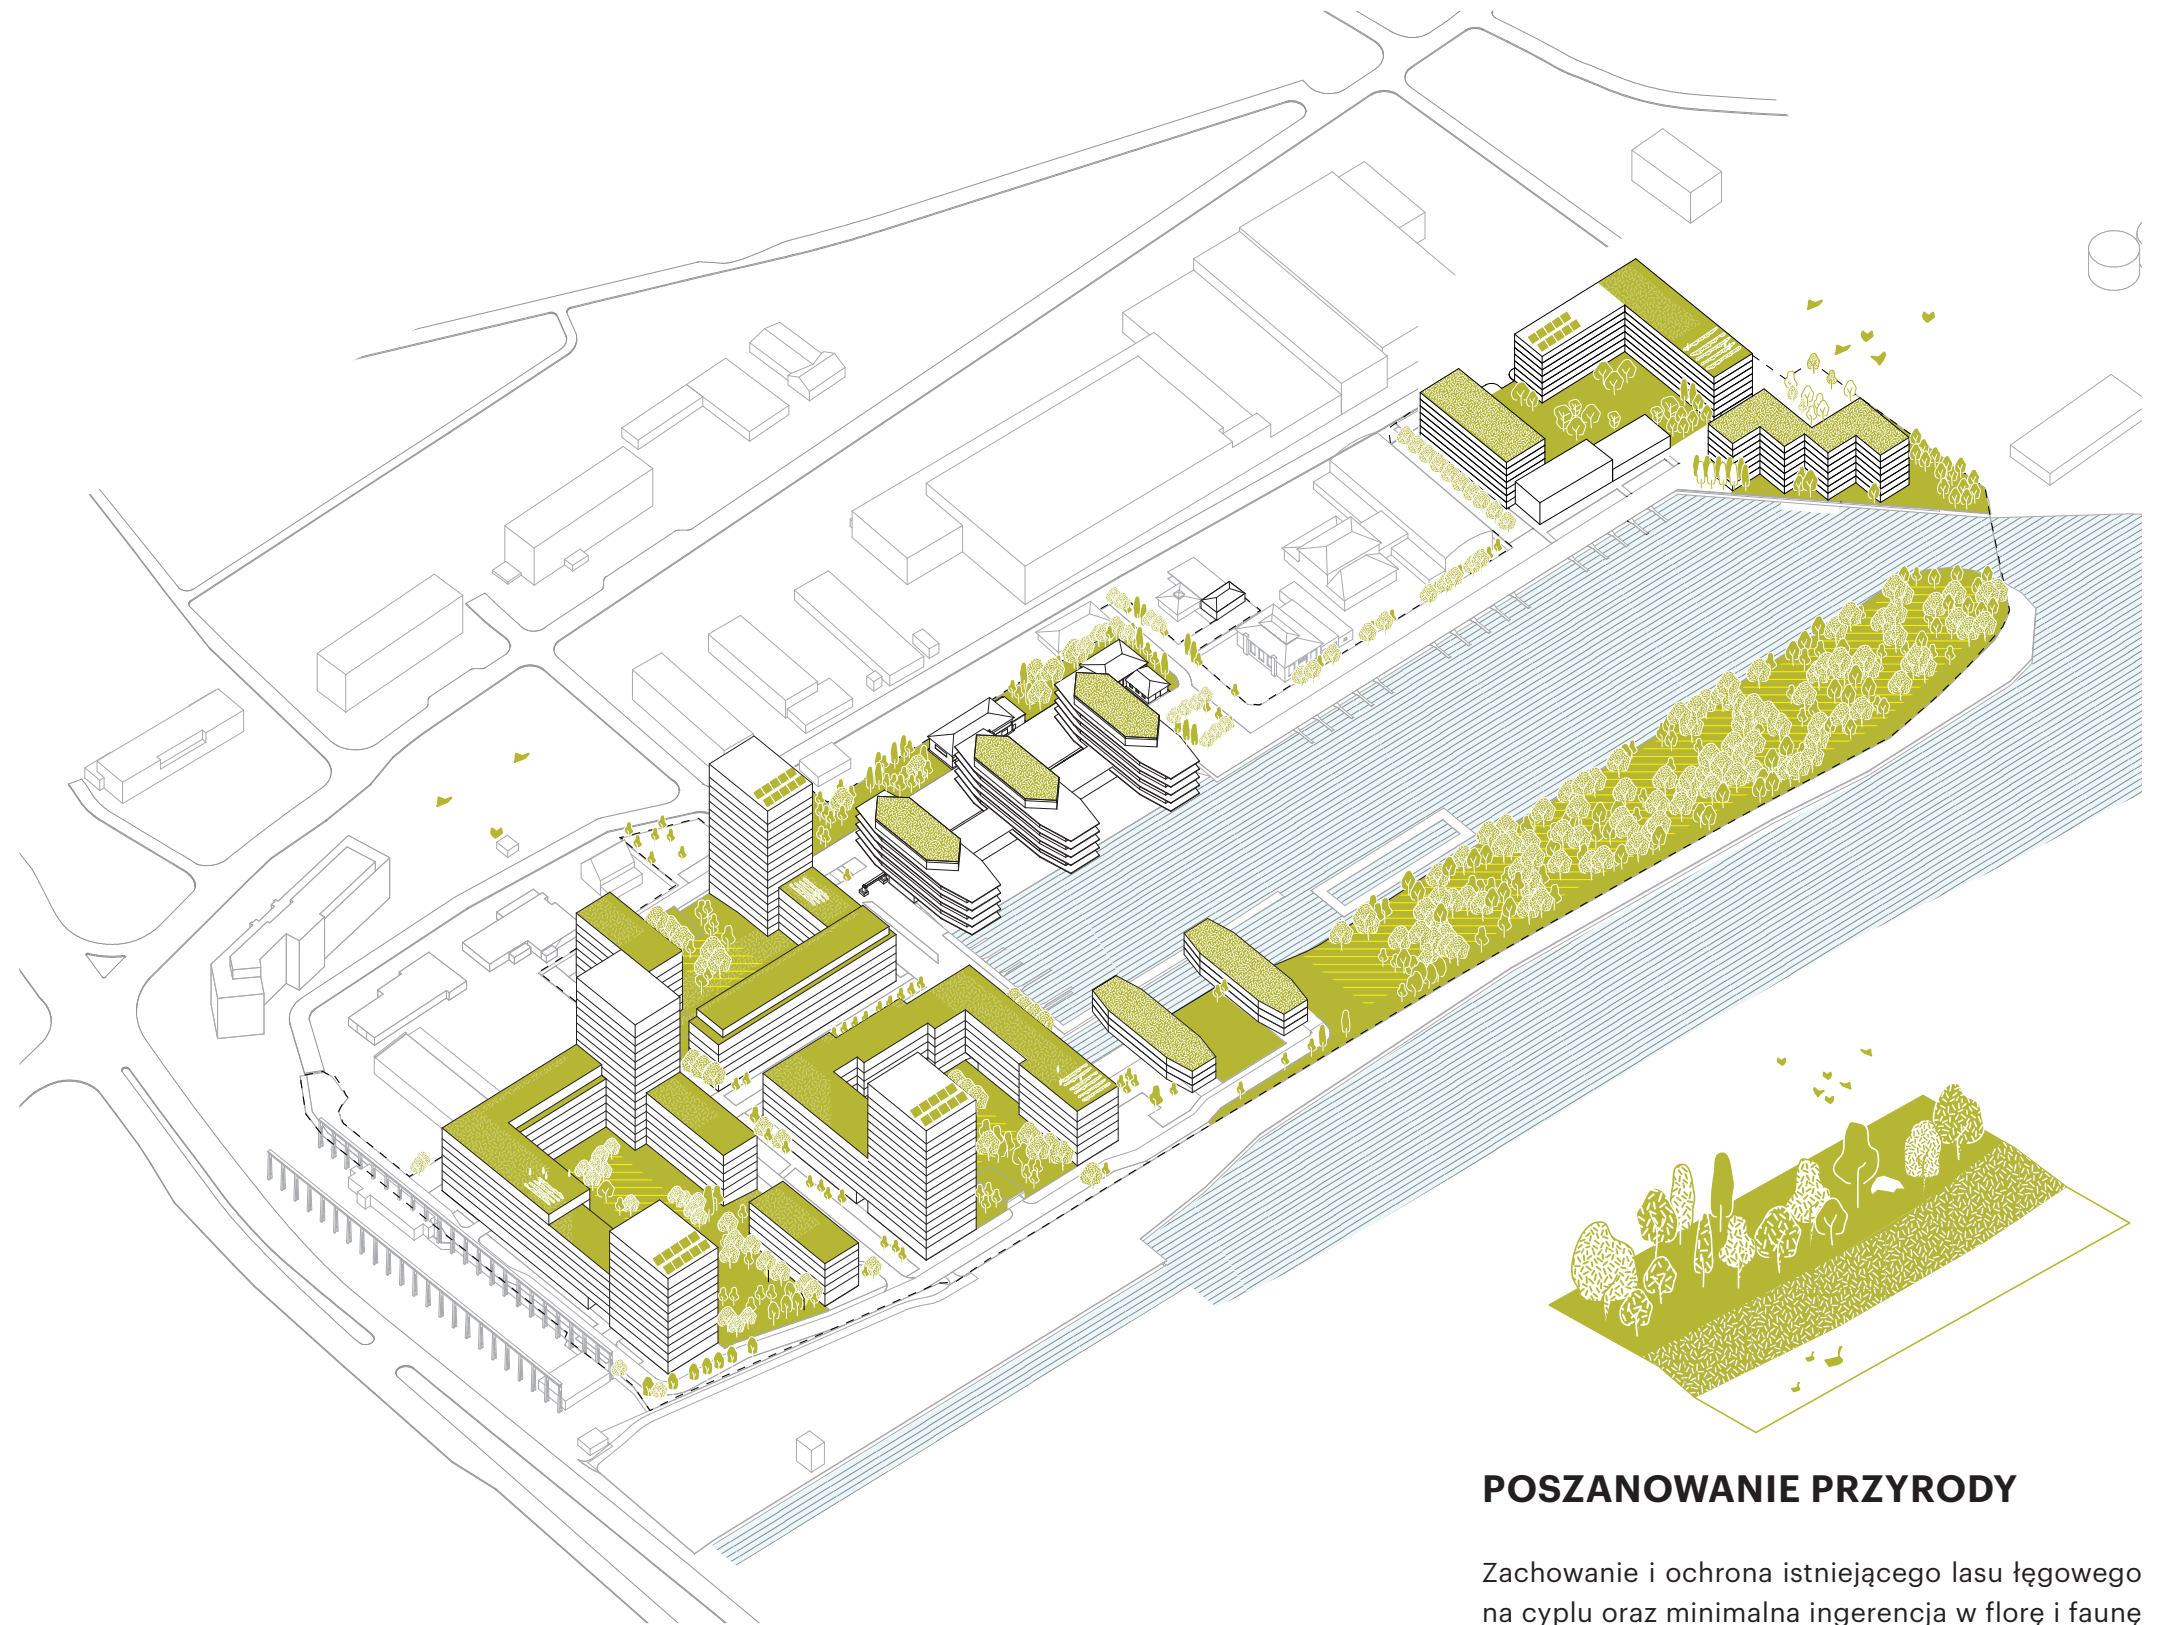 POSZANOWANIE PRZYRODY
Zachowanie i ochrona istniejącego lasu łęgowego
na cyplu oraz minimalna ingerencja w florę i faunę